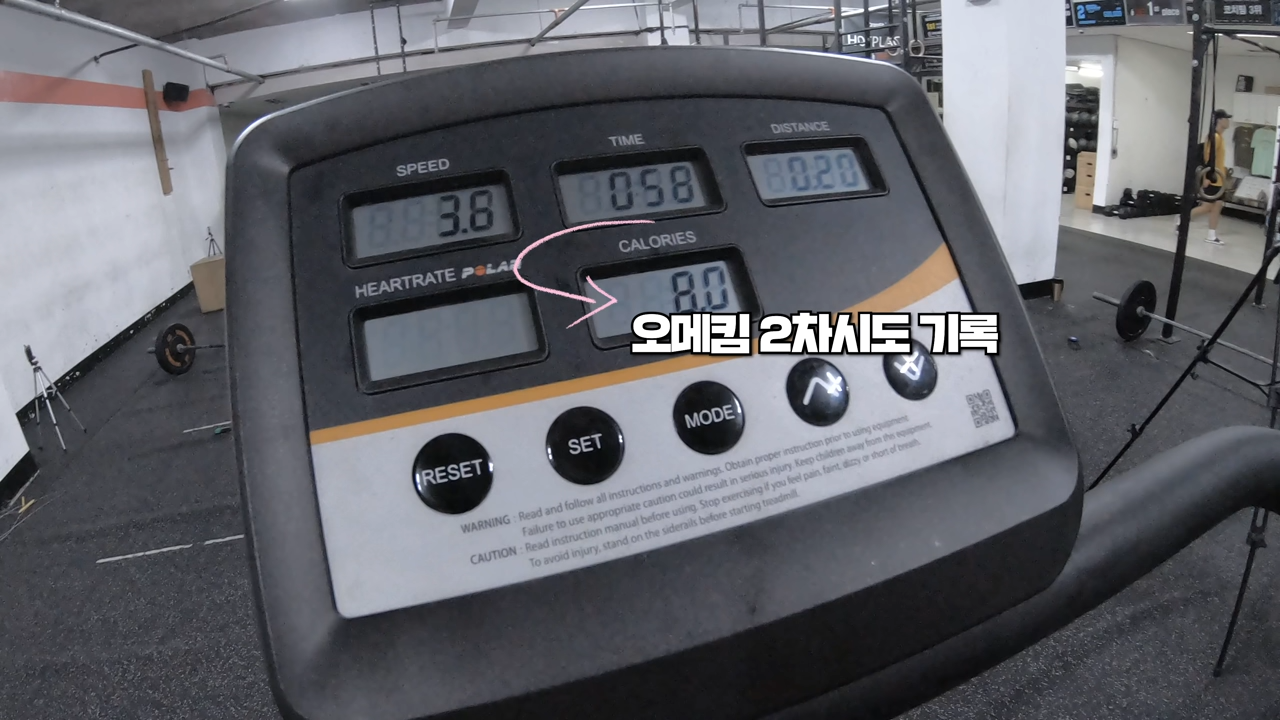 SPEED
3.8
TIME
0:58
DISTANCE
0.20
HEARTRATE POLAR
CALORIES
8.0
오메킴 2차시도 기록
RESET
SET
MODE
WARNING : Read and follow all instructions and warnings. Obtain proper instruction prior to using equipment.
Failure to use appropriate caution could result in serious injury. Keep children away from this equipment.
CAUTION : Read instruction manual before using. Stop exercising if you feel pain, faint, dizzy or short of breath.
To avoid injury, stand on the siderails before starting treadmill.